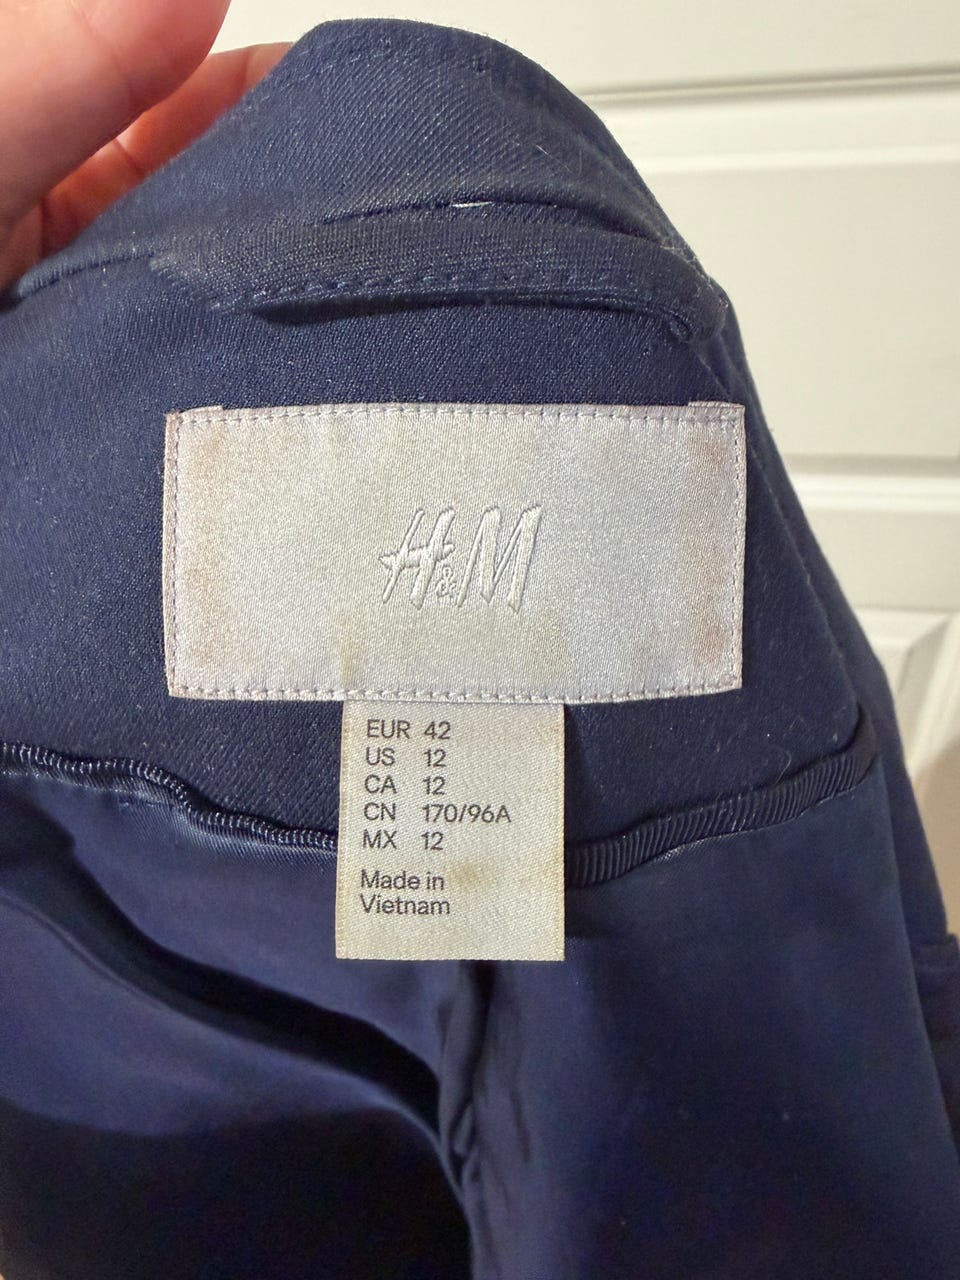 H&M
EUR 42
US 12
CA 12
CN 170/96A
MX 12
Made in
Vietnam